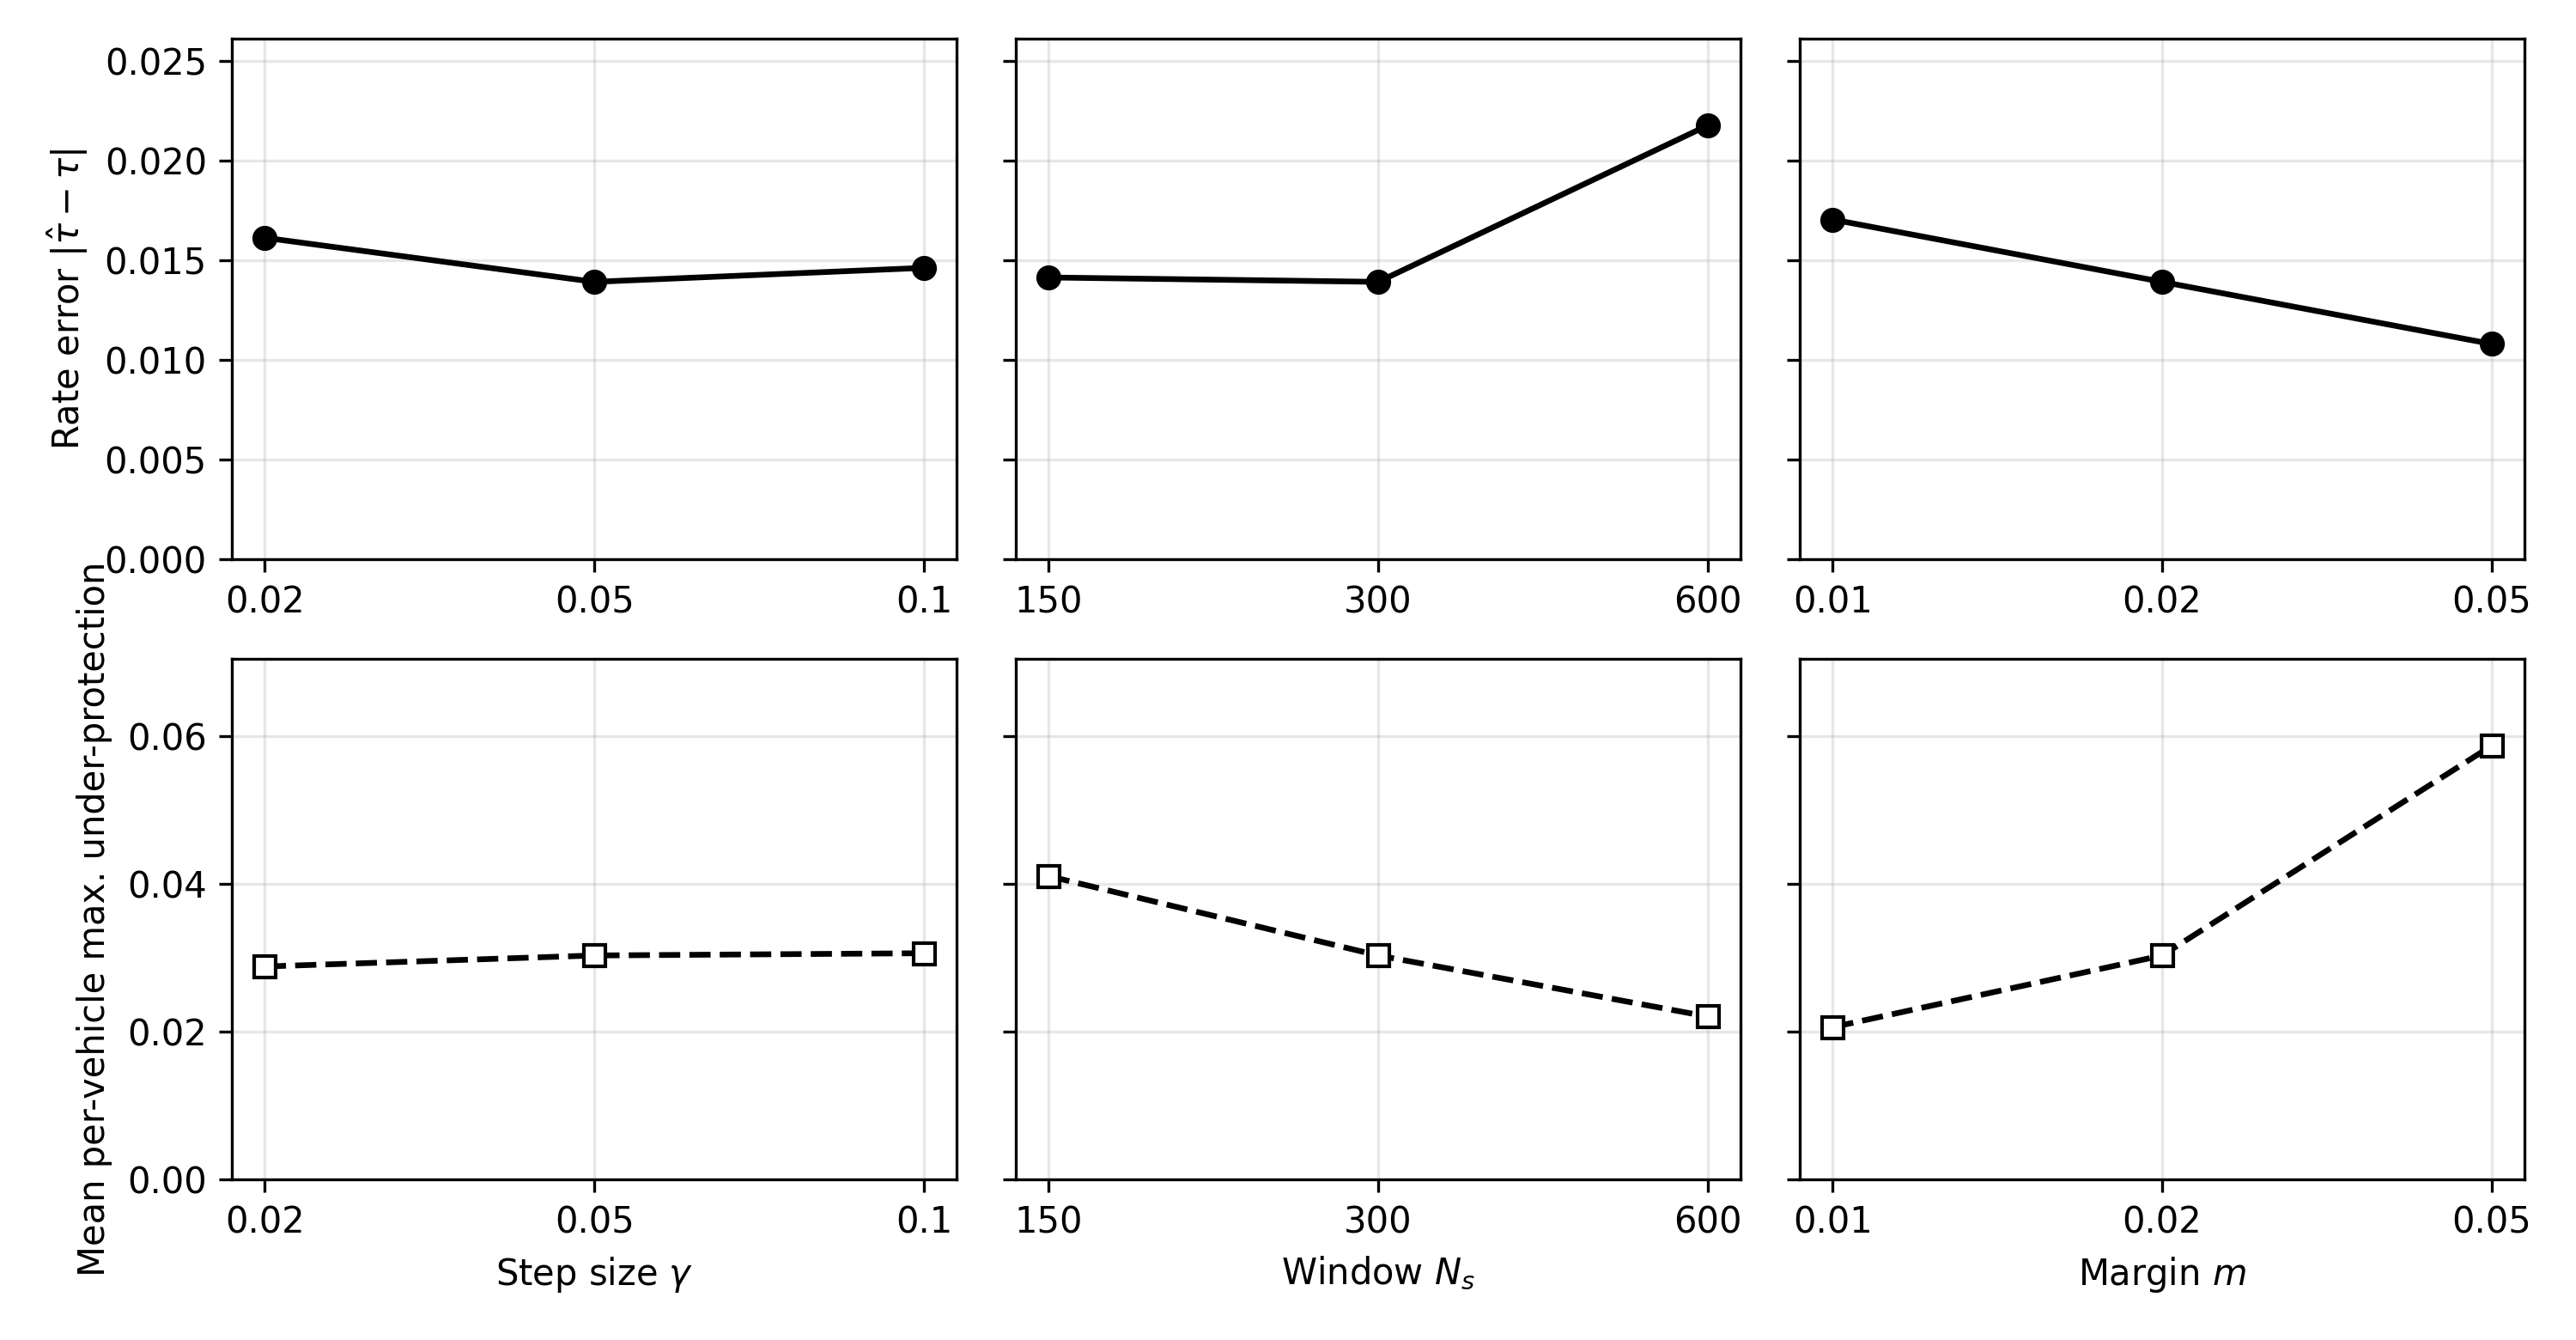 Rate error |τ̂ − τ|
0.025
0.020
0.015
0.010
0.005
0.000
0.02 0.05 0.1
150 300 600
0.01 0.02 0.05
Mean per-vehicle max. under-protection
0.06
0.04
0.02
0.00
0.02 0.05 0.1
Step size γ
150 300 600
Window Nₛ
0.01 0.02 0.05
Margin m